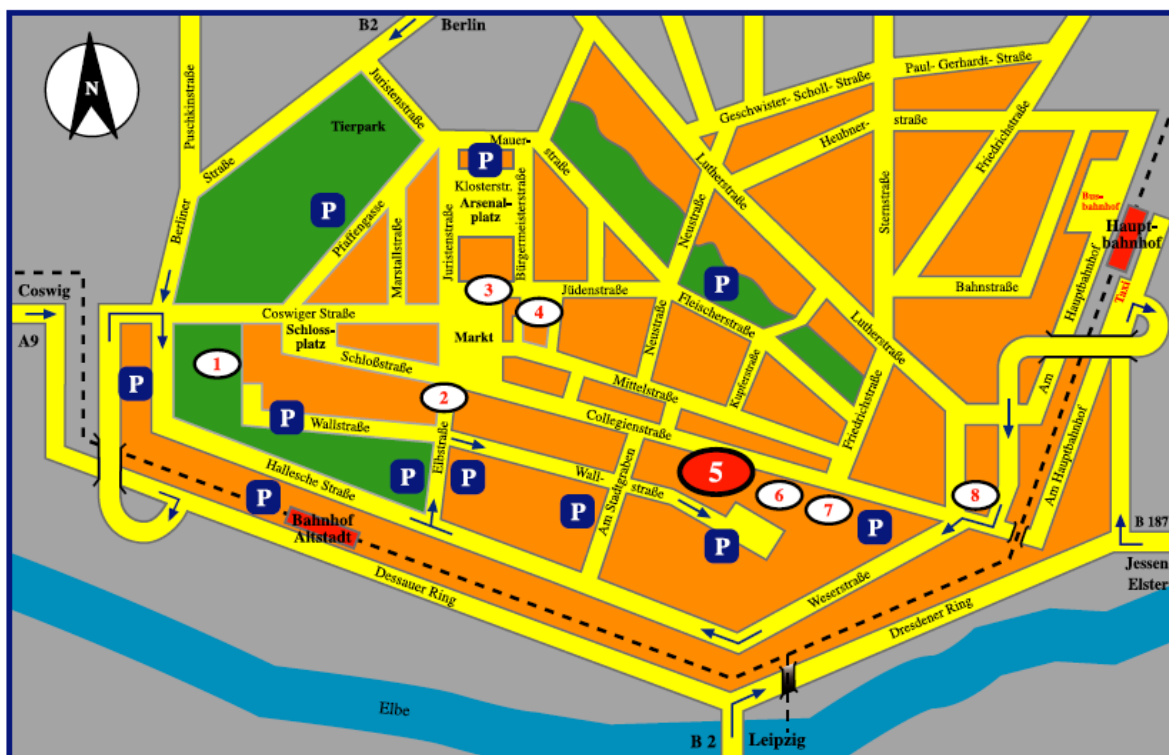 B2
Berlin
N
Puschkinstraße
Juristenstraße
Tierpark
Berliner
Straße
P
Pfaffengasse
Marstallstraße
Mauer-
straße
P
Klosterstr.
Arsenal-
platz
Juristenstraße
Bürgermeisterstraße
Geschwister- Scholl- Straße
Paul- Gerhardt- Straße
Heubner-
straße
Friedrichstraße
Lutherstraße
Neustraße
Sternstraße
Bus-
bahnhof
Haupt-
bahnhof
Hauptbahnhof
Am
Taxi
Bahnstraße
Coswig
A9
Coswiger Straße
Schloss-
platz
Schloßstraße
Markt
3
4
Jüdenstraße
Fleischerstraße
P
Lutherstraße
Neustraße
Kupferstraße
Mittelstraße
Collegienstraße
Friedrichstraße
1
2
P
P
Wallstraße
Elbstraße
Hallesche Straße
P
P
P
Wall-
straße
Am Stadtgraben
P
P
5
6
7
8
P
Am Hauptbahnhof
B 187
Jessen
Elster
Bahnhof
Altstadt
Dessauer Ring
Weserstraße
Dresdener Ring
Elbe
B 2
Leipzig